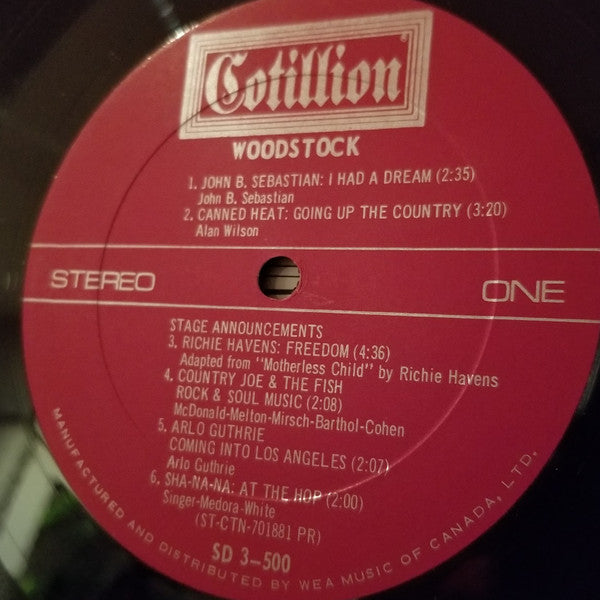 Cotillion®
WOODSTOCK
1. JOHN B. SEBASTIAN: I HAD A DREAM (2:35)
John B. Sebastian
2. CANNED HEAT: GOING UP THE COUNTRY (3:20)
Alan Wilson
STEREO
ONE
STAGE ANNOUNCEMENTS
3. RICHIE HAVENS: FREEDOM (4:36)
Adapted from "Motherless Child" by Richie Havens
4. COUNTRY JOE & THE FISH
ROCK & SOUL MUSIC (2:08)
McDonald-Melton-Mirsch-Barthol-Cohen
5. ARLO GUTHRIE
COMING INTO LOS ANGELES (2:07)
Arlo Guthrie
6. SHA-NA-NA: AT THE HOP (2:00)
Singer-Medora-White
(ST-CTN-701881 PR)
SD 3-500
MANUFACTURED AND DISTRIBUTED BY WEA MUSIC OF CANADA, LTD.